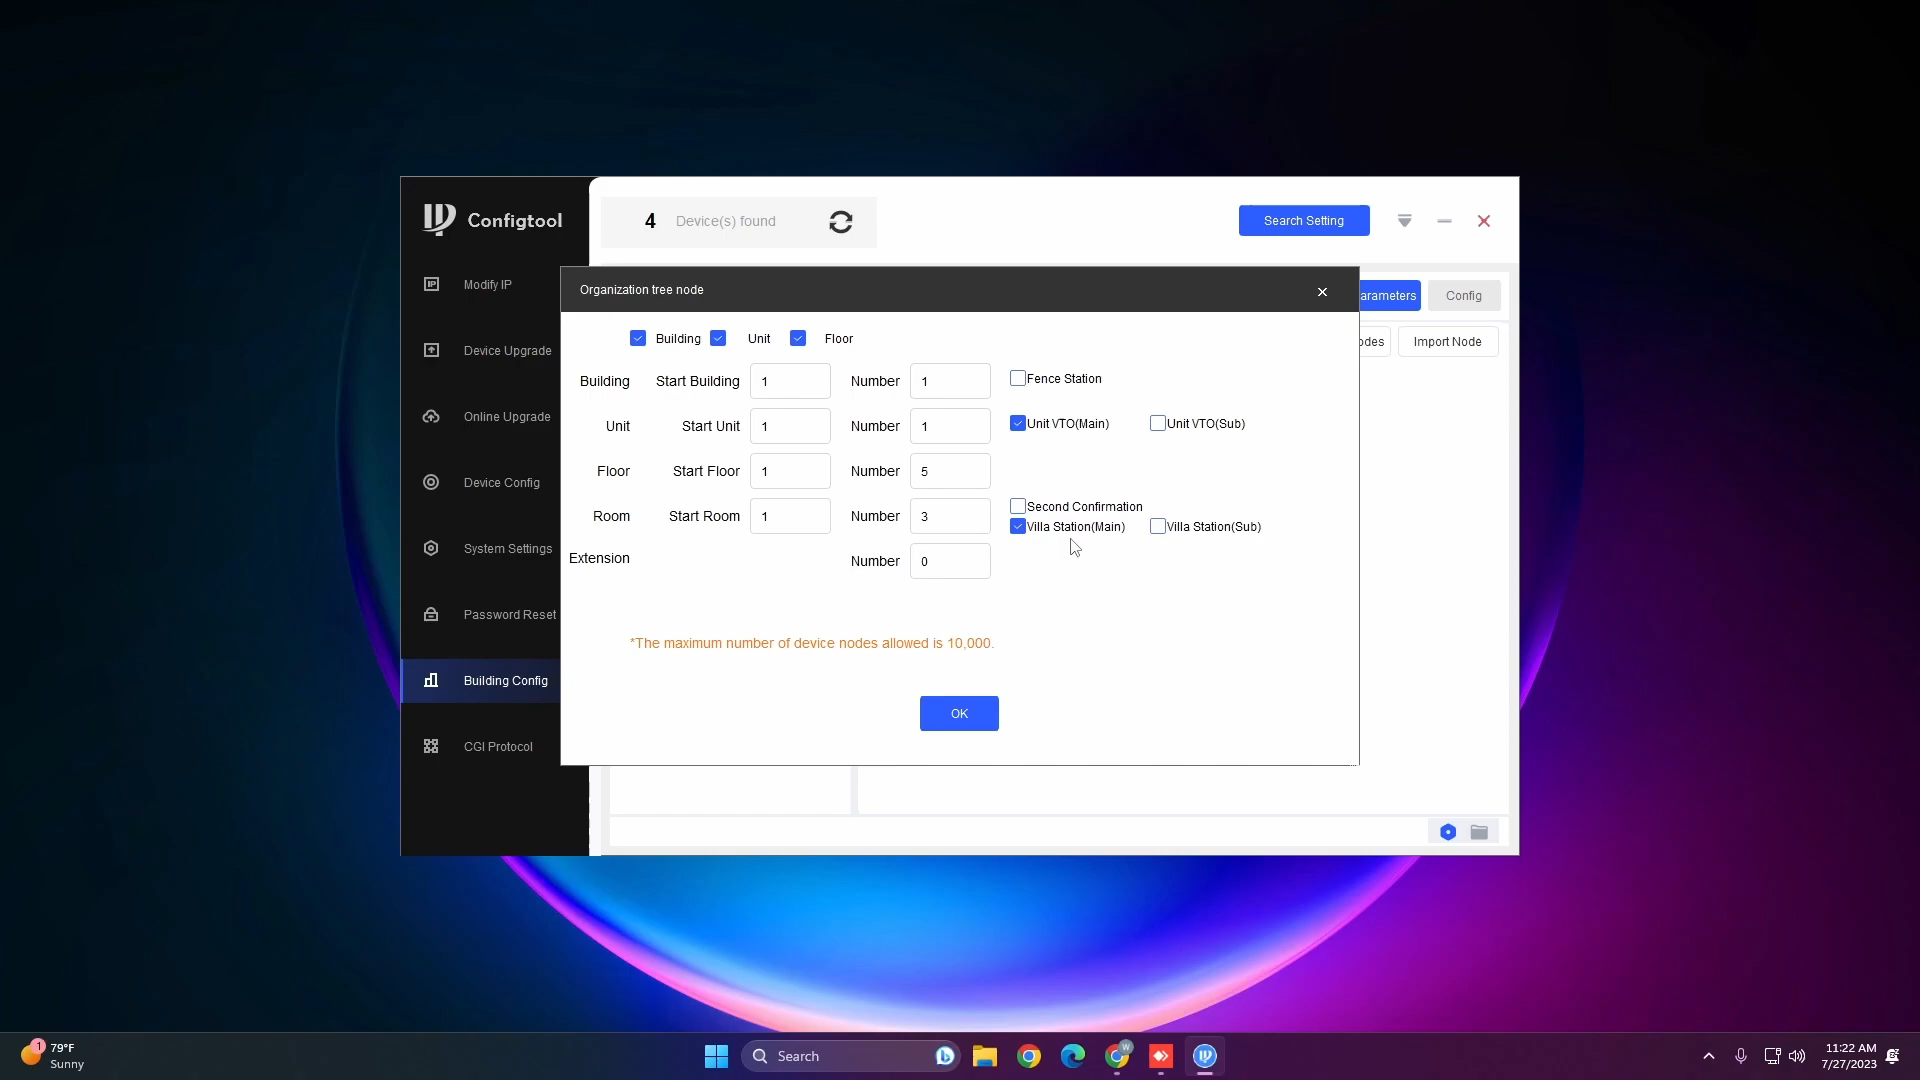 Configtool
4 Device(s) found
Search Setting
Modify IP
Device Upgrade
Online Upgrade
Device Config
System Settings
Password Reset
Building Config
CGI Protocol
arameters
Config
odes
Import Node
Organization tree node
Building Unit Floor
Building Start Building 1 Number 1 Fence Station
Unit Start Unit 1 Number 1 Unit VTO(Main) Unit VTO(Sub)
Floor Start Floor 1 Number 5
Second Confirmation
Room Start Room 1 Number 3
Villa Station(Main) Villa Station(Sub)
Extension Number 0
*The maximum number of device nodes allowed is 10,000.
OK
1
79°F
Sunny
Search
W
11:22 AM
7/27/2023